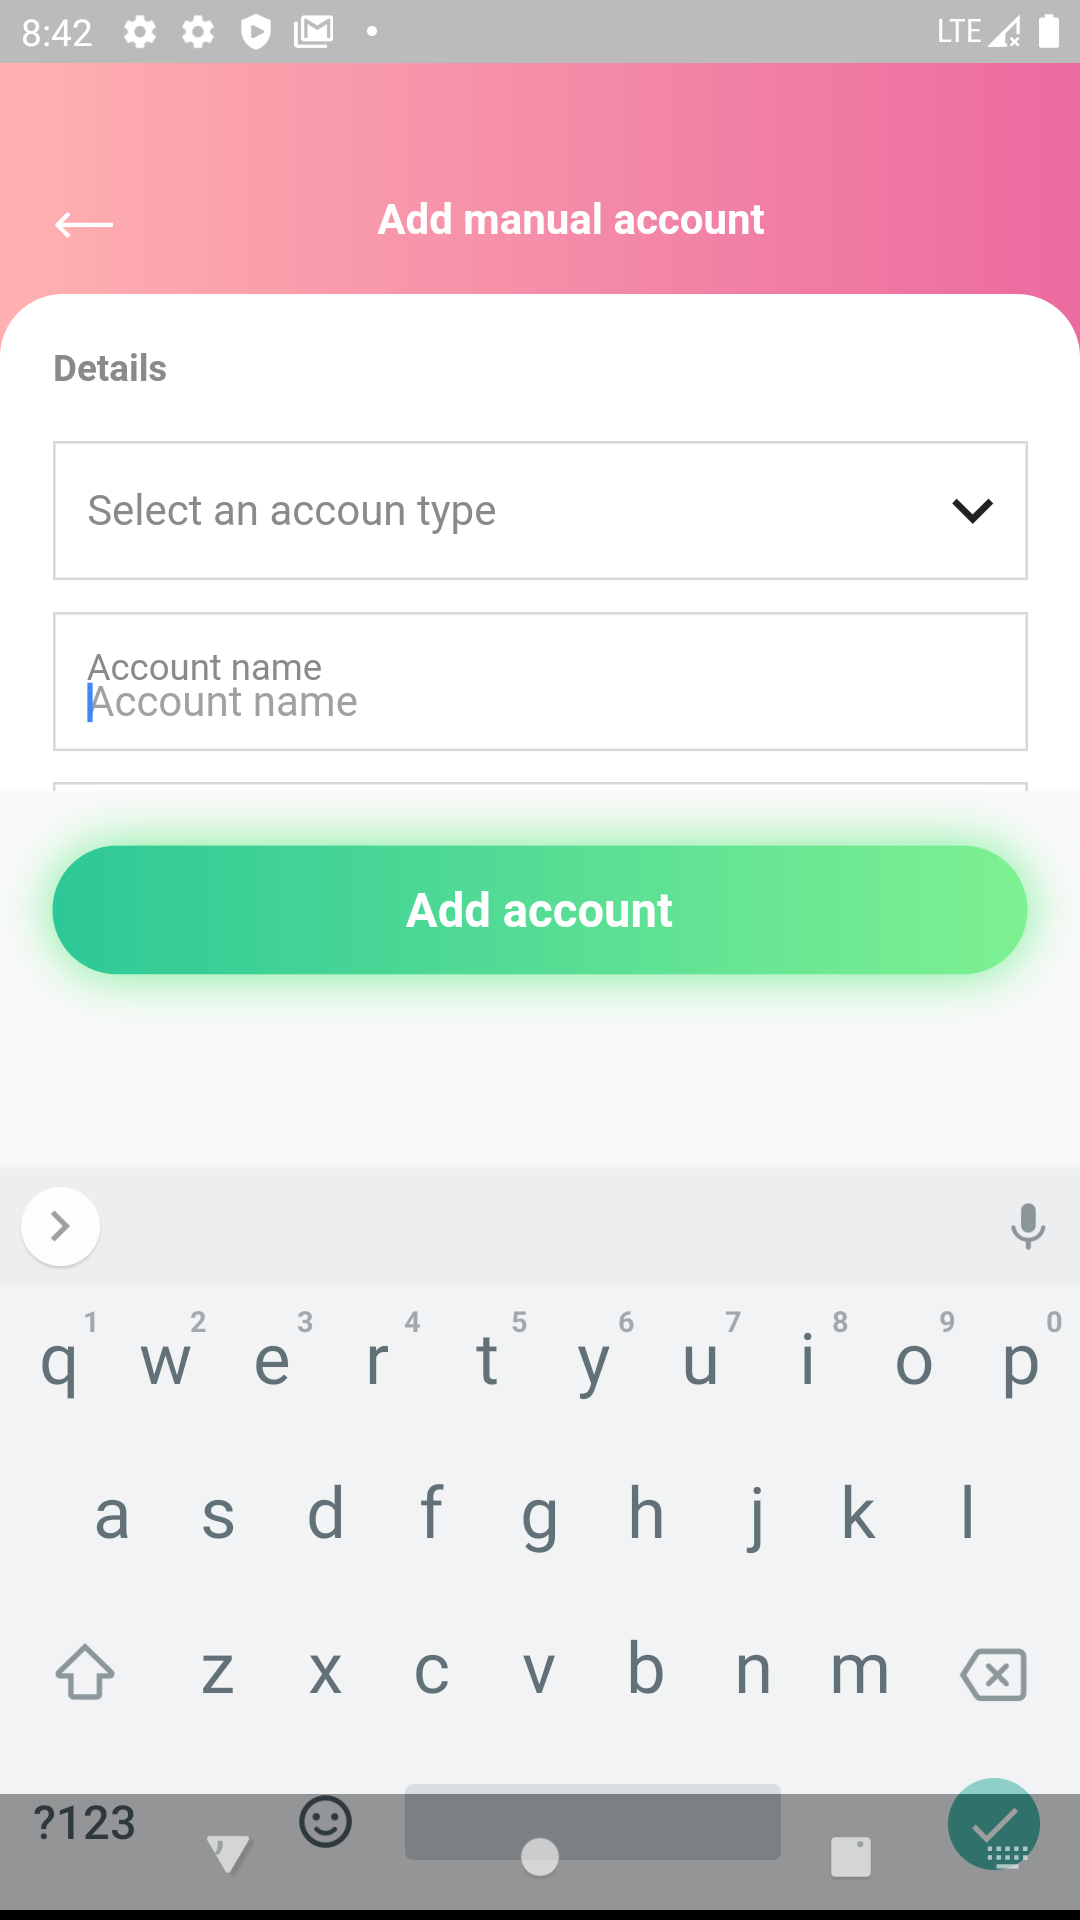 8:42 LTE
Add manual account
Details
Select an accoun type
Account name
Account name
Add account
1 2 3 4 5 6 7 8 9 0
q w e r t y u i o p
a s d f g h j k l
z x c v b n m
?123